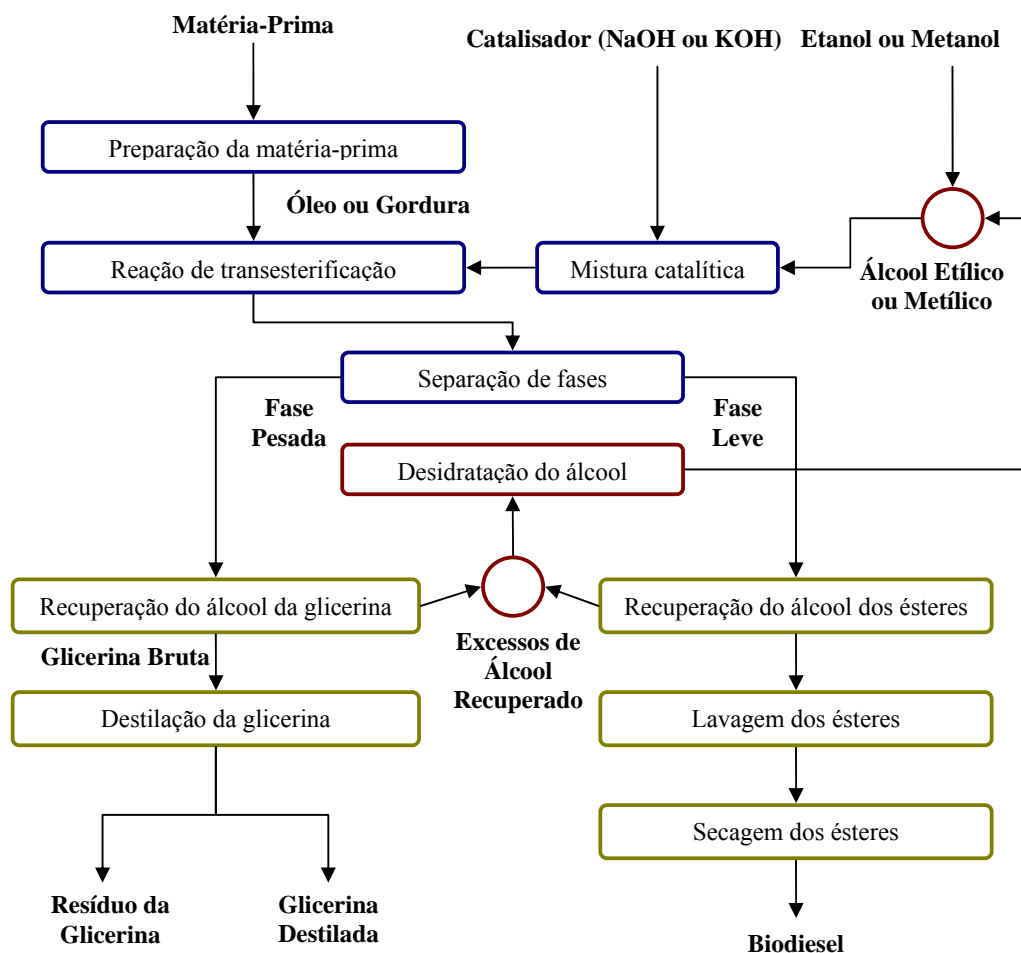 Matéria-Prima
Catalisador (NaOH ou KOH)
Etanol ou Metanol
Preparação da matéria-prima
Óleo ou Gordura
Reação de transesterificação
Mistura catalítica
Álcool Etílico
ou Metílico
Separação de fases
Fase
Pesada
Fase
Leve
Desidratação do álcool
Recuperação do álcool da glicerina
Recuperação do álcool dos ésteres
Glicerina Bruta
Excessos de
Álcool
Recuperado
Destilação da glicerina
Lavagem dos ésteres
Secagem dos ésteres
Resíduo da
Glicerina
Glicerina
Destilada
Biodiesel